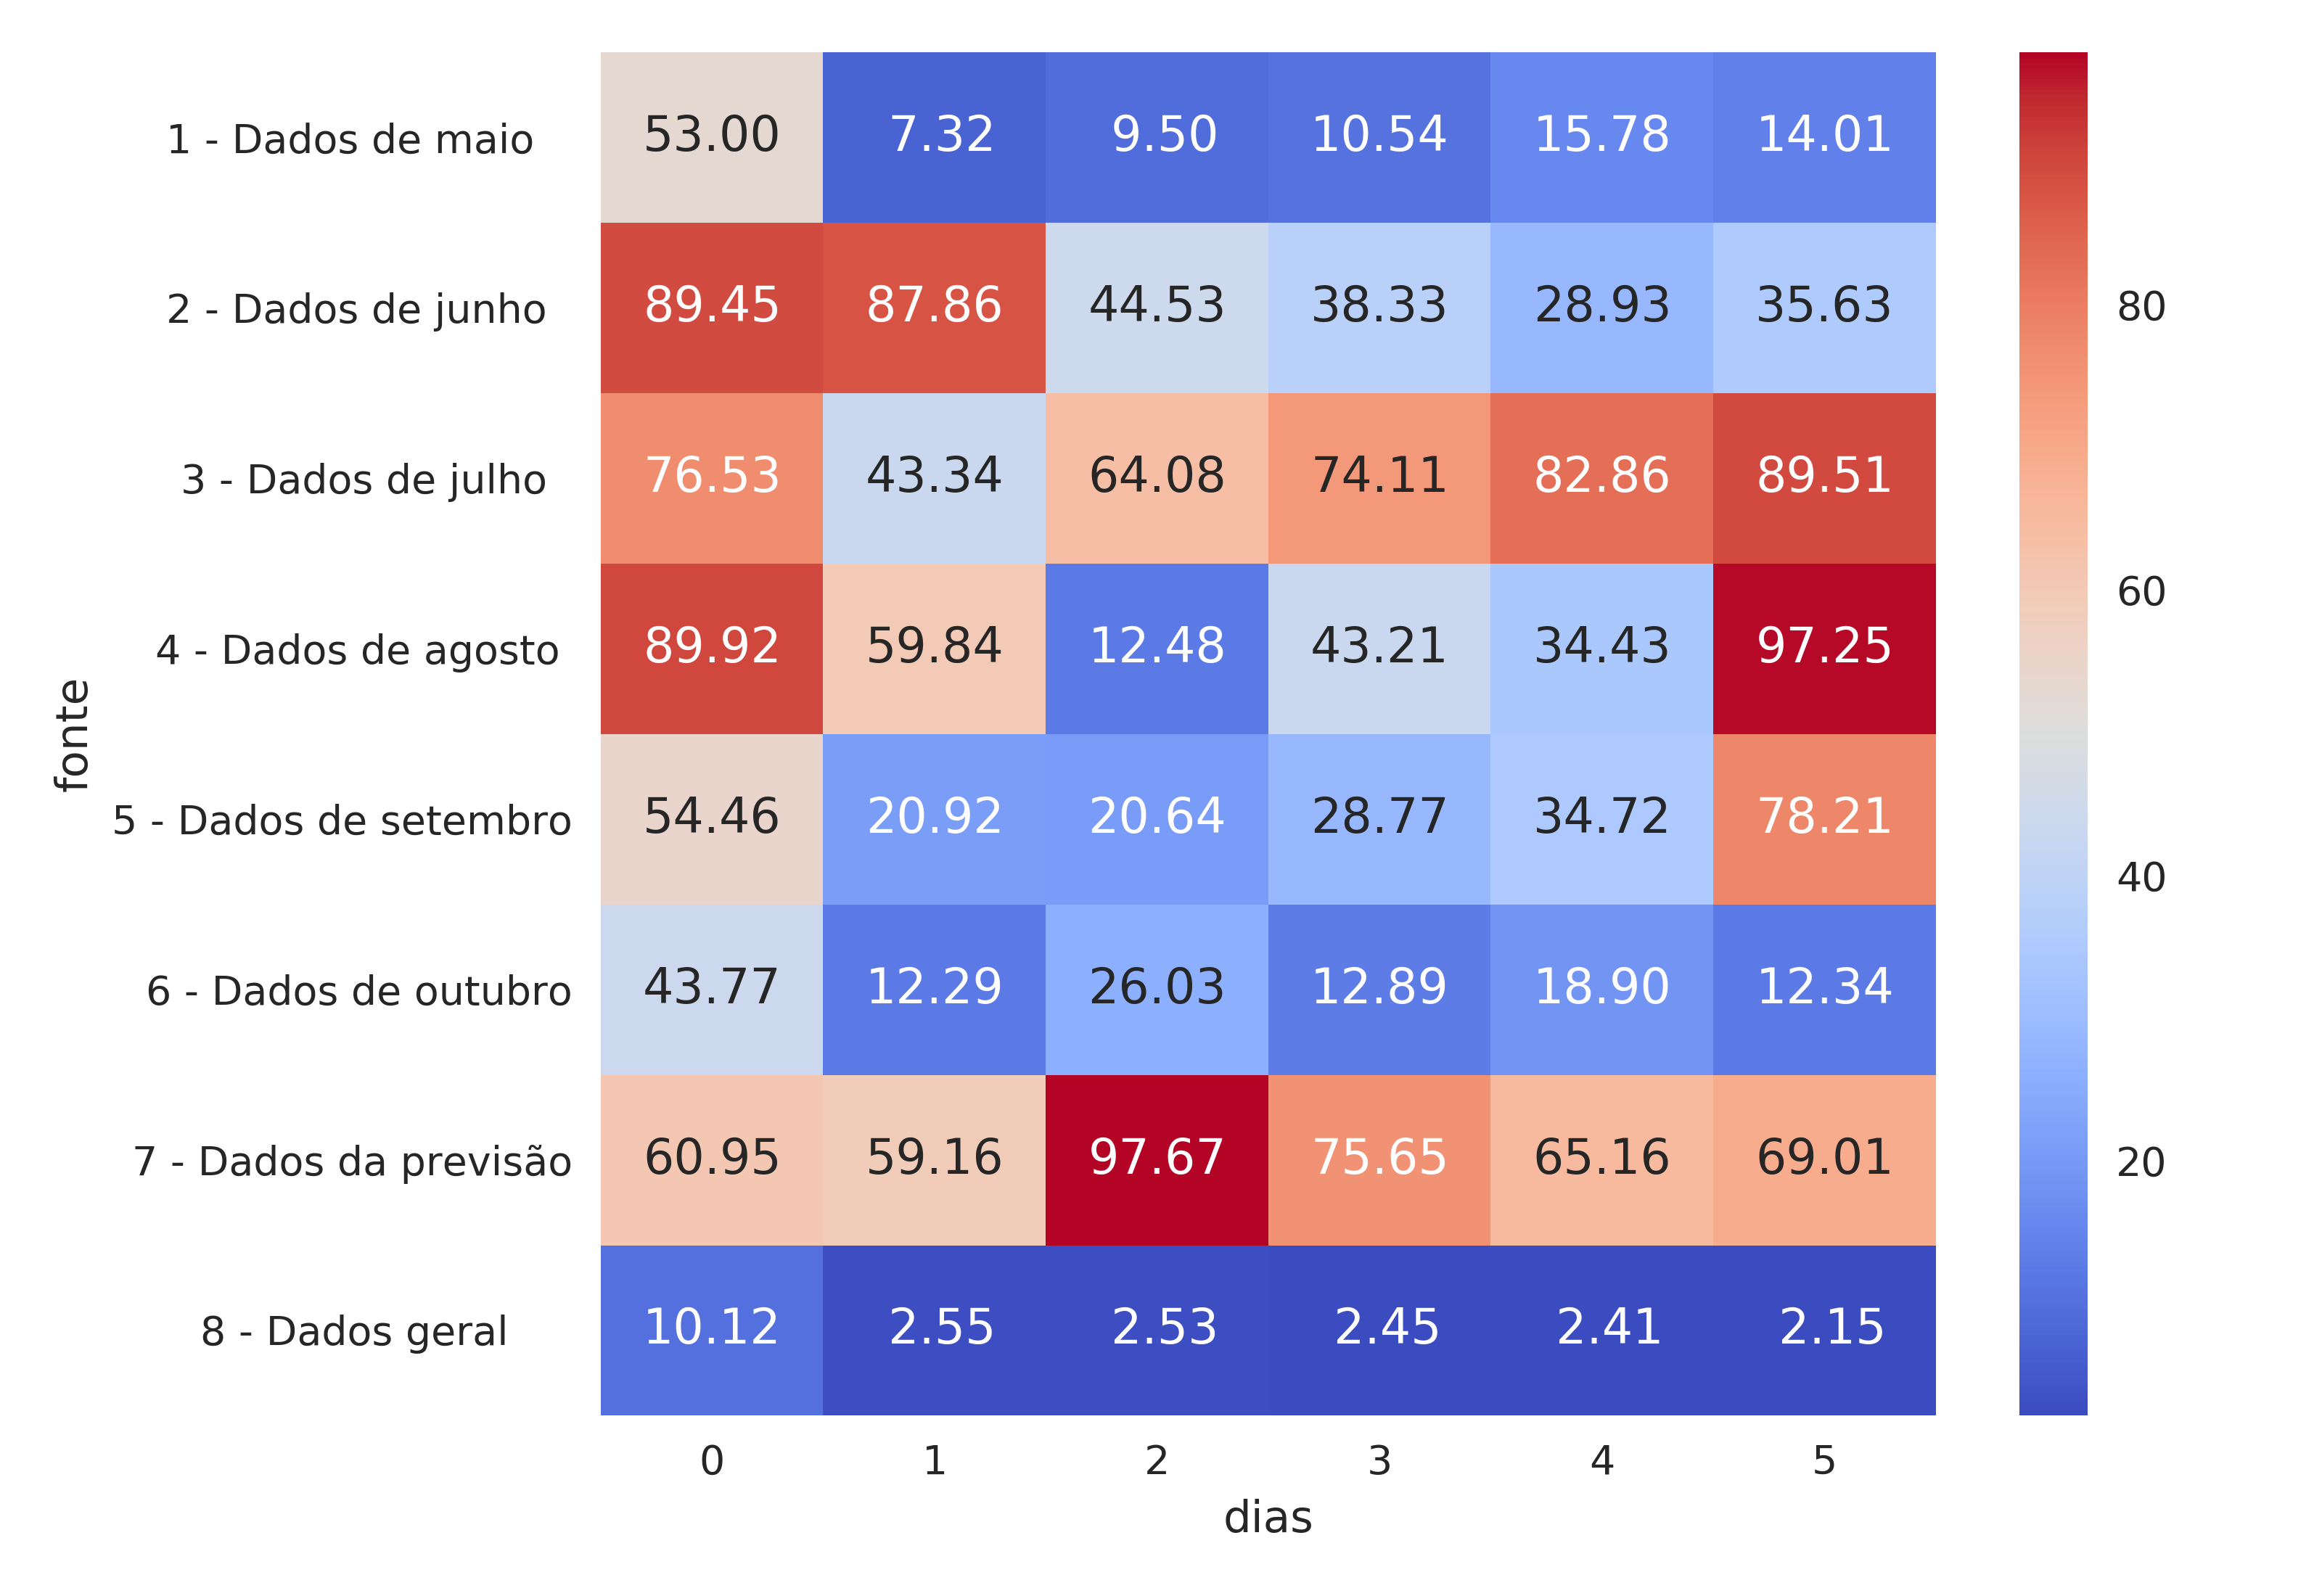 1 - Dados de maio 53.00 7.32 9.50 10.54 15.78 14.01
2 - Dados de junho 89.45 87.86 44.53 38.33 28.93 35.63 80
3 - Dados de julho 76.53 43.34 64.08 74.11 82.86 89.51
4 - Dados de agosto 89.92 59.84 12.48 43.21 34.43 97.25 60
fonte
5 - Dados de setembro 54.46 20.92 20.64 28.77 34.72 78.21 40
6 - Dados de outubro 43.77 12.29 26.03 12.89 18.90 12.34
7 - Dados da previsão 60.95 59.16 97.67 75.65 65.16 69.01 20
8 - Dados geral 10.12 2.55 2.53 2.45 2.41 2.15
0 1 2 3 4 5
dias